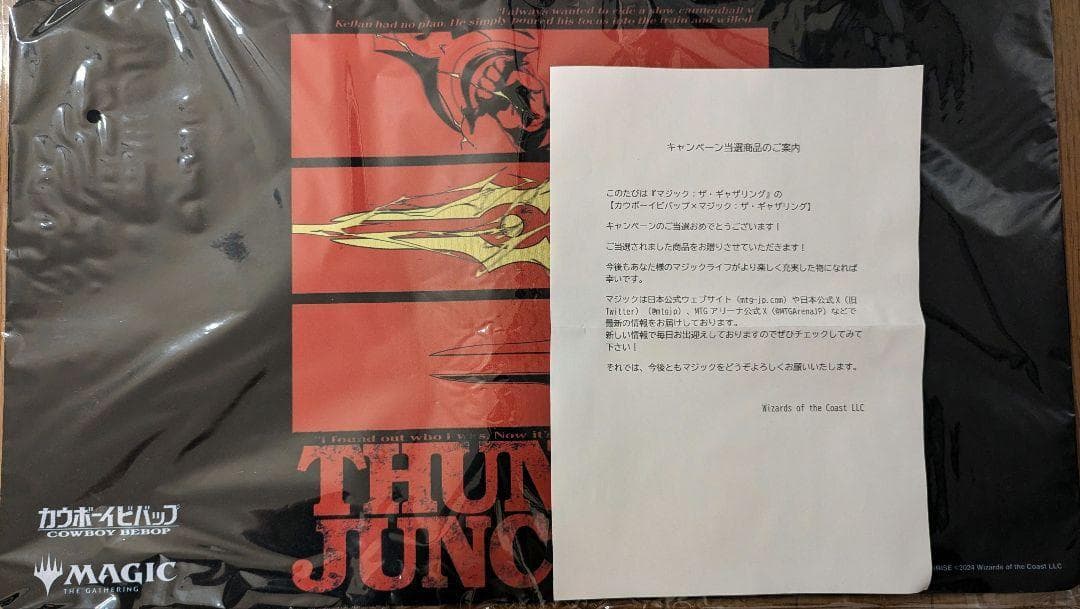 "I always wanted to ride a slow cannonball w
Kellan had no plan. He simply poured his focus into the train and willed
キャンペーン当選商品のご案内
このたびは『マジック：ザ・ギャザリング』の
【カウボーイビバップ×マジック：ザ・ギャザリング】
キャンペーンのご当選おめでとうございます！
ご当選されました商品をお贈りさせていただきます！
今後もあなた様のマジックライフがより楽しく充実した物になれば
幸いです。
マジックは日本公式ウェブサイト（mtg-jp.com）や日本公式X（旧
Twitter）（@mtgjp）、MTGアリーナ公式X（@MTGArenaJP）などで
最新の情報をお届けしております。
新しい情報で毎日お出迎えしておりますのでぜひチェックしてみて
下さい！
それでは、今後ともマジックをどうぞよろしくお願いいたします。
Wizards of the Coast LLC
"I found out who I was. Now it's
THUN
JUNC
カウボーイビバップ
COWBOY BEBOP
MAGIC
THE GATHERING
RISE ©2024 Wizards of the Coast LLC